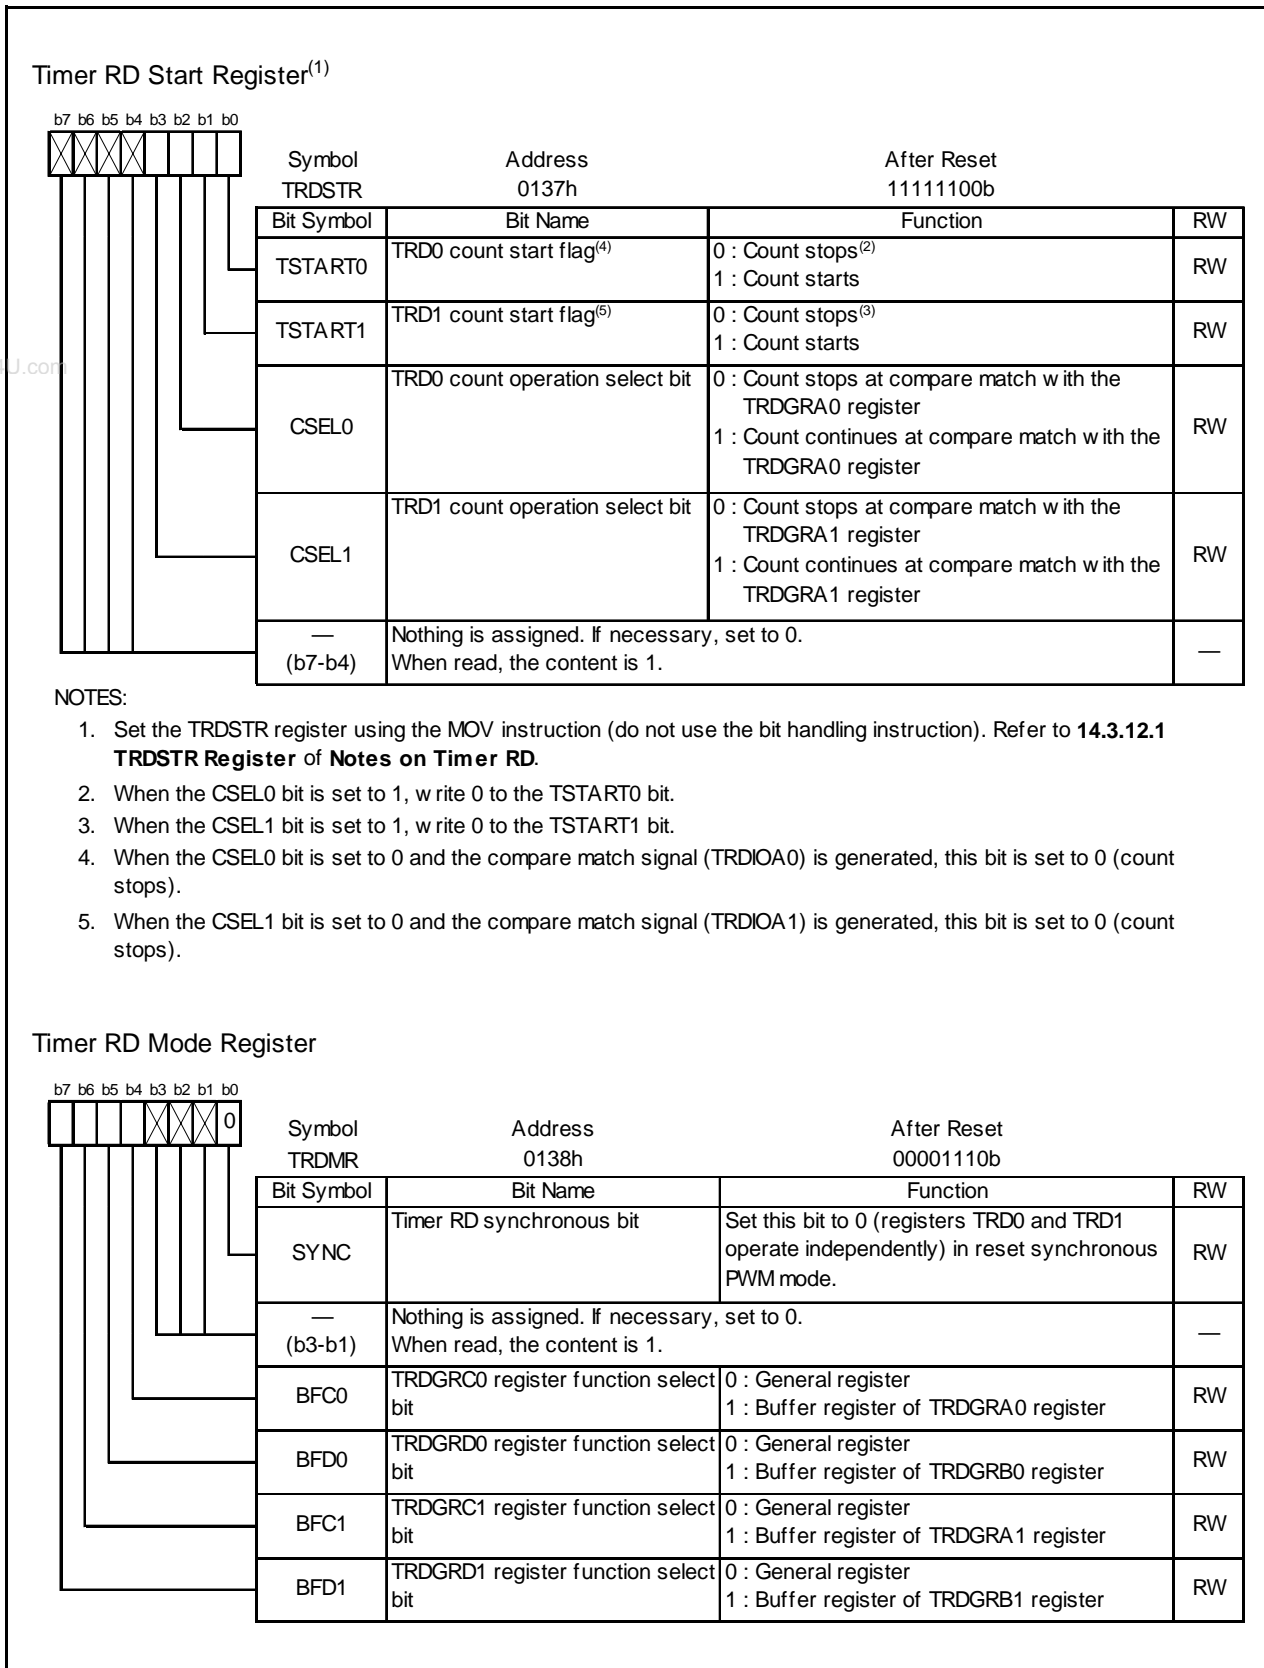 Timer RD Start Register(1)
b7 b6 b5 b4 b3 b2 b1 b0
Symbol Address After Reset
TRDSTR 0137h 11111100b
Bit Symbol Bit Name Function RW
TSTART0 TRD0 count start flag(4) 0 : Count stops(2) RW
1 : Count starts
TSTART1 TRD1 count start flag(5) 0 : Count stops(3) RW
1 : Count starts
U.com
CSEL0 TRD0 count operation select bit 0 : Count stops at compare match with the
TRDGRA0 register
1 : Count continues at compare match with the RW
TRDGRA0 register
CSEL1 TRD1 count operation select bit 0 : Count stops at compare match with the
TRDGRA1 register
1 : Count continues at compare match with the RW
TRDGRA1 register
— Nothing is assigned. If necessary, set to 0. —
(b7-b4) When read, the content is 1.
NOTES:
1. Set the TRDSTR register using the MOV instruction (do not use the bit handling instruction). Refer to 14.3.12.1
TRDSTR Register of Notes on Timer RD.
2. When the CSEL0 bit is set to 1, write 0 to the TSTART0 bit.
3. When the CSEL1 bit is set to 1, write 0 to the TSTART1 bit.
4. When the CSEL0 bit is set to 0 and the compare match signal (TRDIOA0) is generated, this bit is set to 0 (count
stops).
5. When the CSEL1 bit is set to 0 and the compare match signal (TRDIOA1) is generated, this bit is set to 0 (count
stops).
Timer RD Mode Register
b7 b6 b5 b4 b3 b2 b1 b0
0
Symbol Address After Reset
TRDMR 0138h 00001110b
Bit Symbol Bit Name Function RW
SYNC Timer RD synchronous bit Set this bit to 0 (registers TRD0 and TRD1
operate independently) in reset synchronous RW
PWM mode.
— Nothing is assigned. If necessary, set to 0. —
(b3-b1) When read, the content is 1.
BFC0 TRDGRC0 register function select 0 : General register RW
bit 1 : Buffer register of TRDGRA0 register
BFD0 TRDGRD0 register function select 0 : General register RW
bit 1 : Buffer register of TRDGRB0 register
BFC1 TRDGRC1 register function select 0 : General register RW
bit 1 : Buffer register of TRDGRA1 register
BFD1 TRDGRD1 register function select 0 : General register RW
bit 1 : Buffer register of TRDGRB1 register